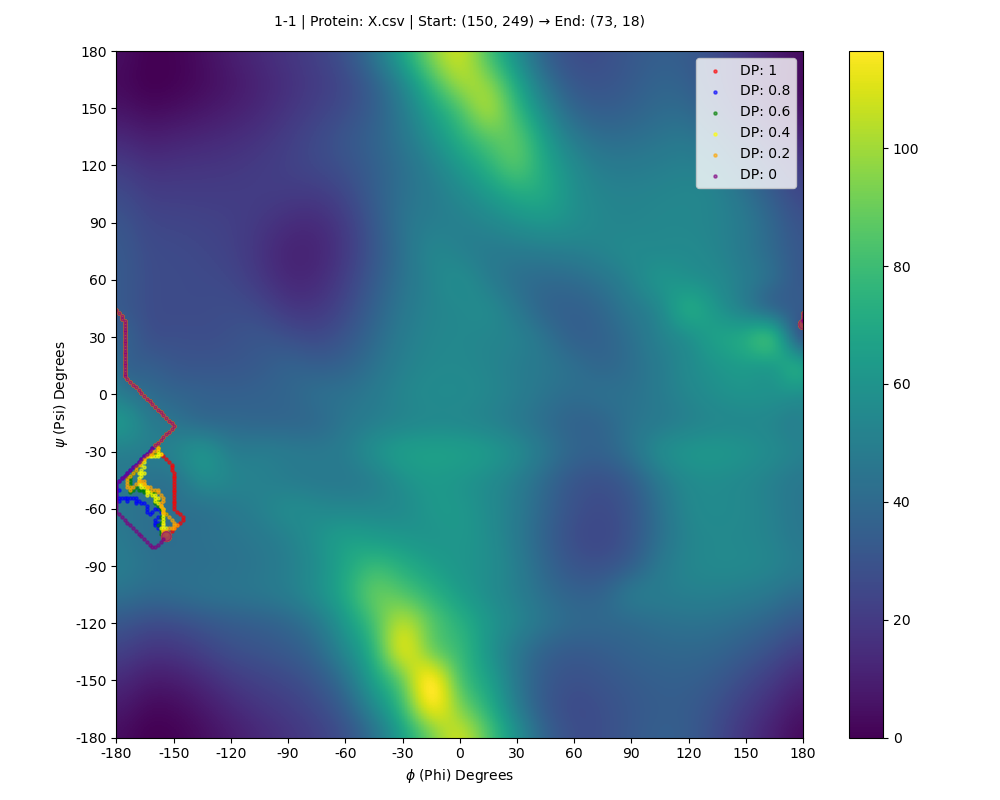 1-1 | Protein: X.csv | Start: (150, 249) → End: (73, 18)
DP: 1
DP: 0.8
DP: 0.6
DP: 0.4
DP: 0.2
DP: 0
180
150
120
90
60
30
0
-30
-60
-90
-120
-150
-180
ψ (Psi) Degrees
-180 -150 -120 -90 -60 -30 0 30 60 90 120 150 180
ϕ (Phi) Degrees
100
80
60
40
20
0